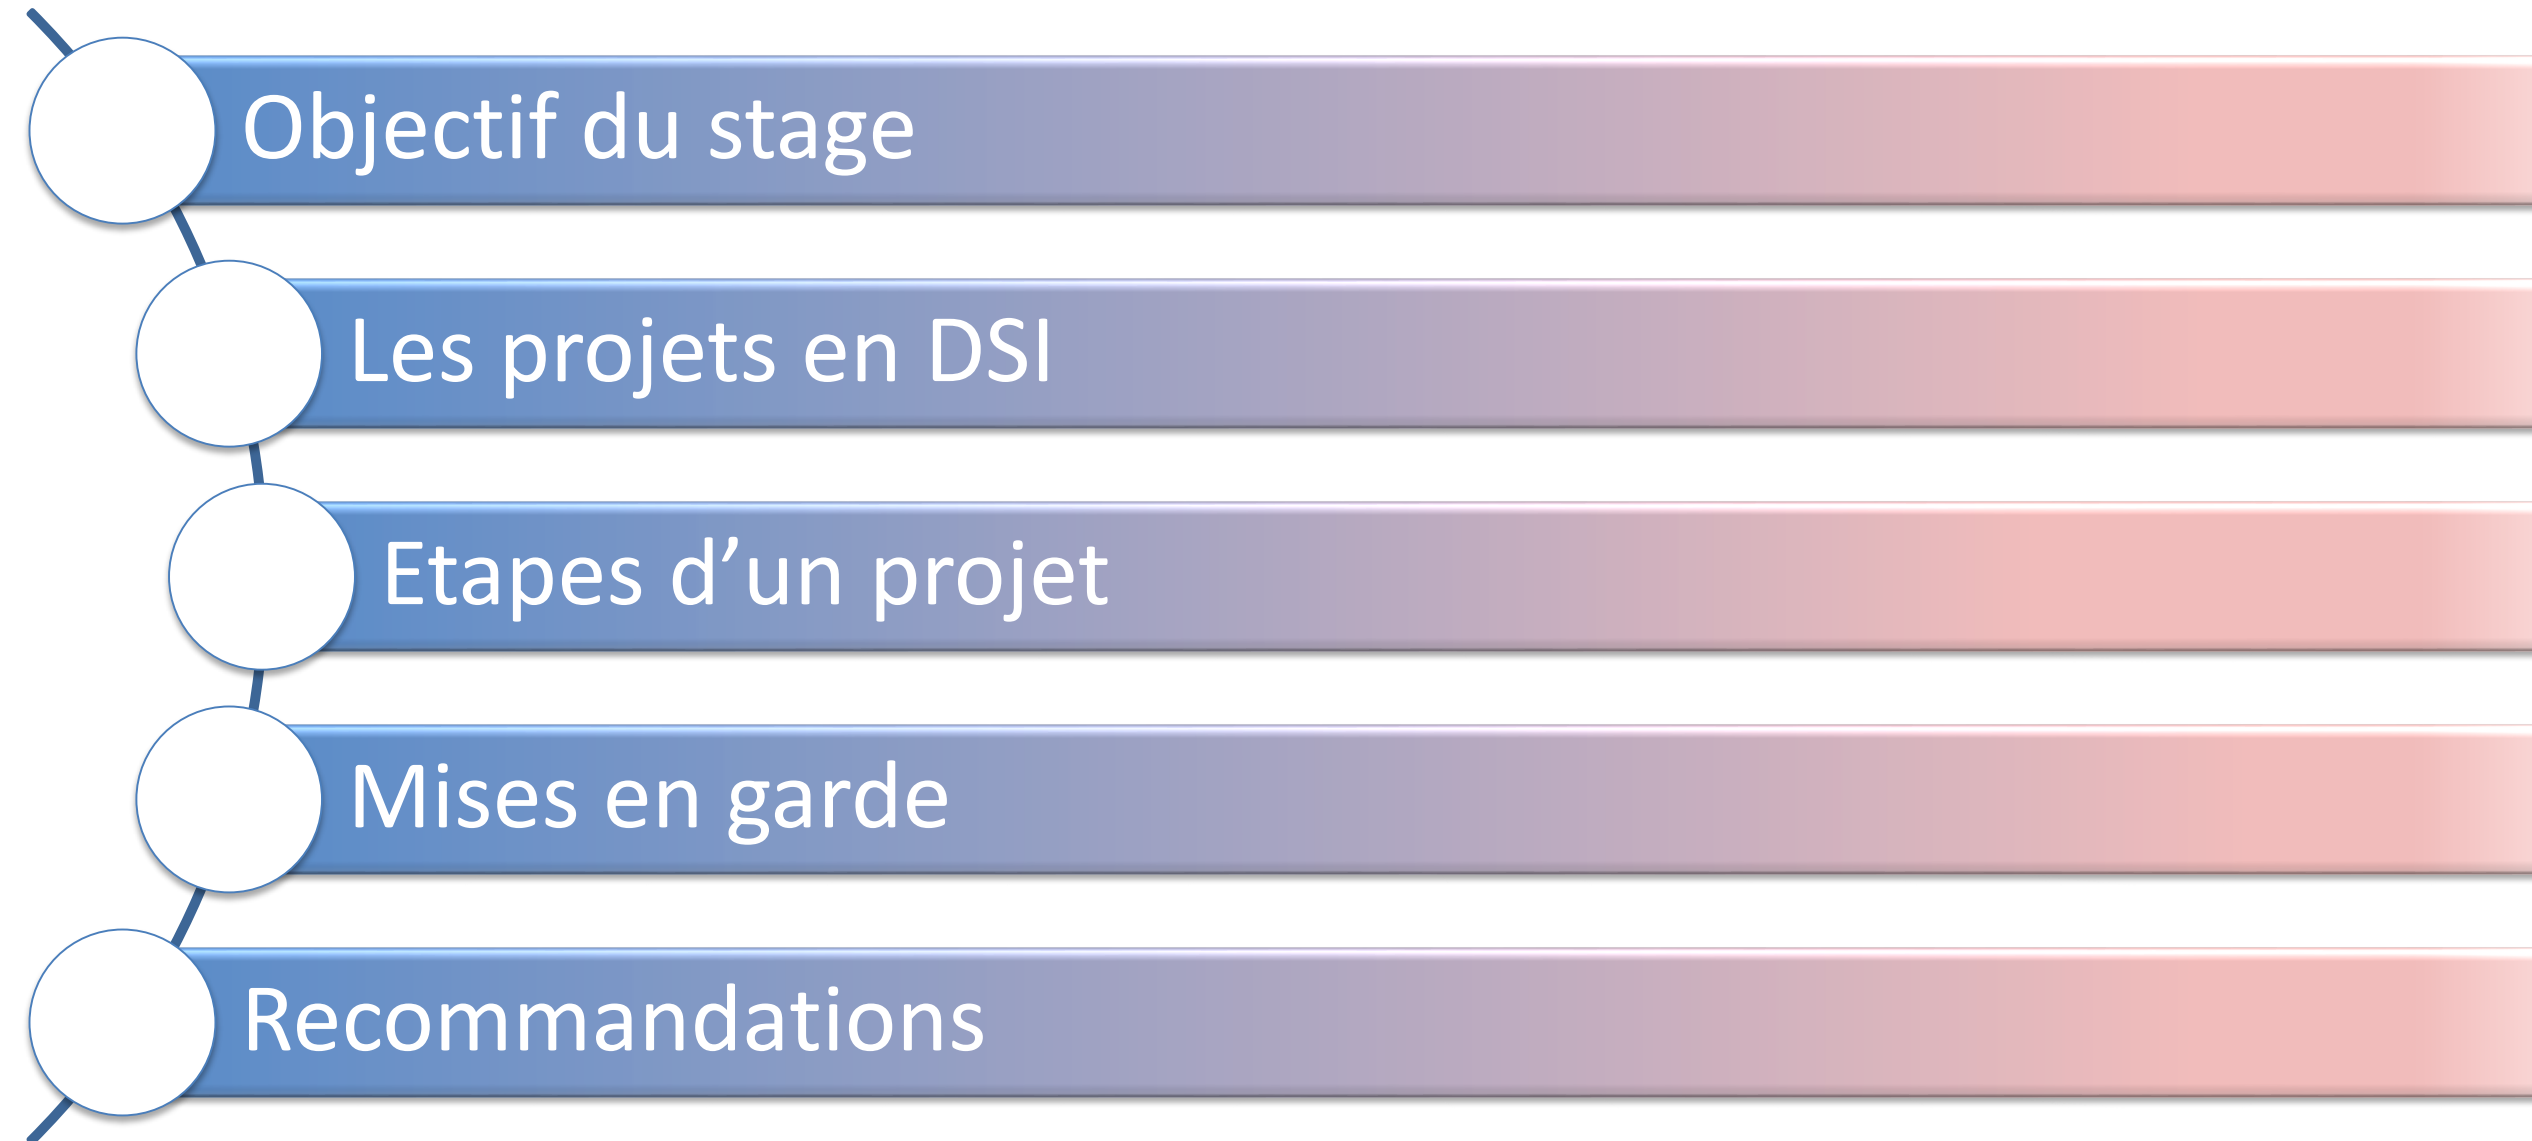 Objectif du stage
Les projets en DSI
Etapes d’un projet
Mises en garde
Recommandations